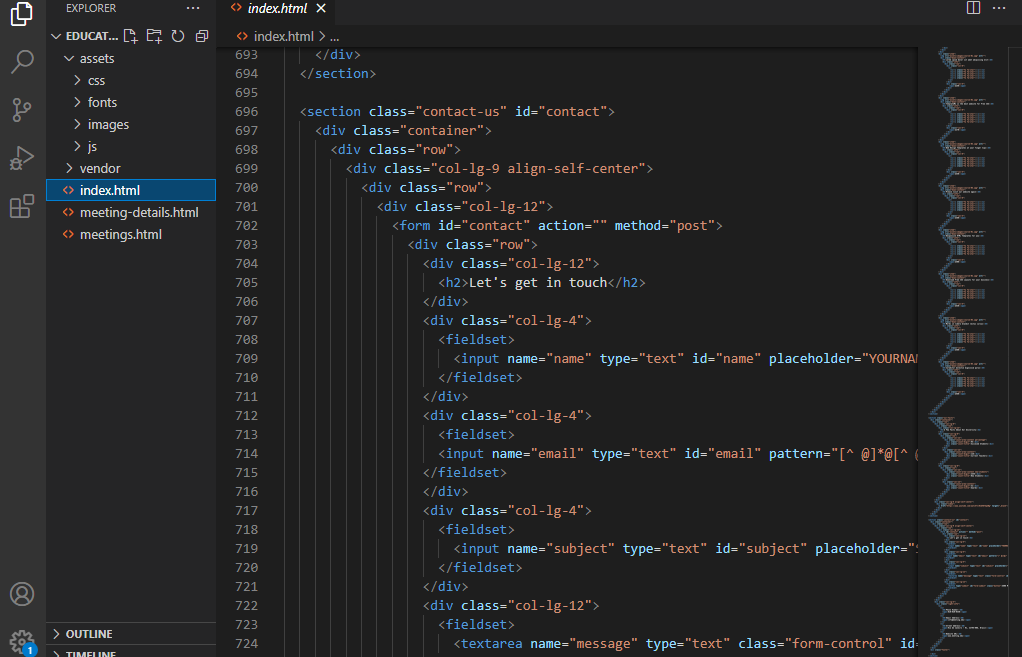 EXPLORER
EDUCAT...
assets
css
fonts
images
js
vendor
index.html
meeting-details.html
meetings.html
OUTLINE
TIMELINE
1
index.html
index.html > ...
693 </div>
694 </section>
695
696 <section class="contact-us" id="contact">
697 <div class="container">
698 <div class="row">
699 <div class="col-lg-9 align-self-center">
700 <div class="row">
701 <div class="col-lg-12">
702 <form id="contact" action="" method="post">
703 <div class="row">
704 <div class="col-lg-12">
705 <h2>Let's get in touch</h2>
706 </div>
707 <div class="col-lg-4">
708 <fieldset>
709 <input name="name" type="text" id="name" placeholder="YOURNA
710 </fieldset>
711 </div>
712 <div class="col-lg-4">
713 <fieldset>
714 <input name="email" type="text" id="email" pattern="[^ @]*@[^ @
715 </fieldset>
716 </div>
717 <div class="col-lg-4">
718 <fieldset>
719 <input name="subject" type="text" id="subject" placeholder="
720 </fieldset>
721 </div>
722 <div class="col-lg-12">
723 <fieldset>
724 <textarea name="message" type="text" class="form-control" id=